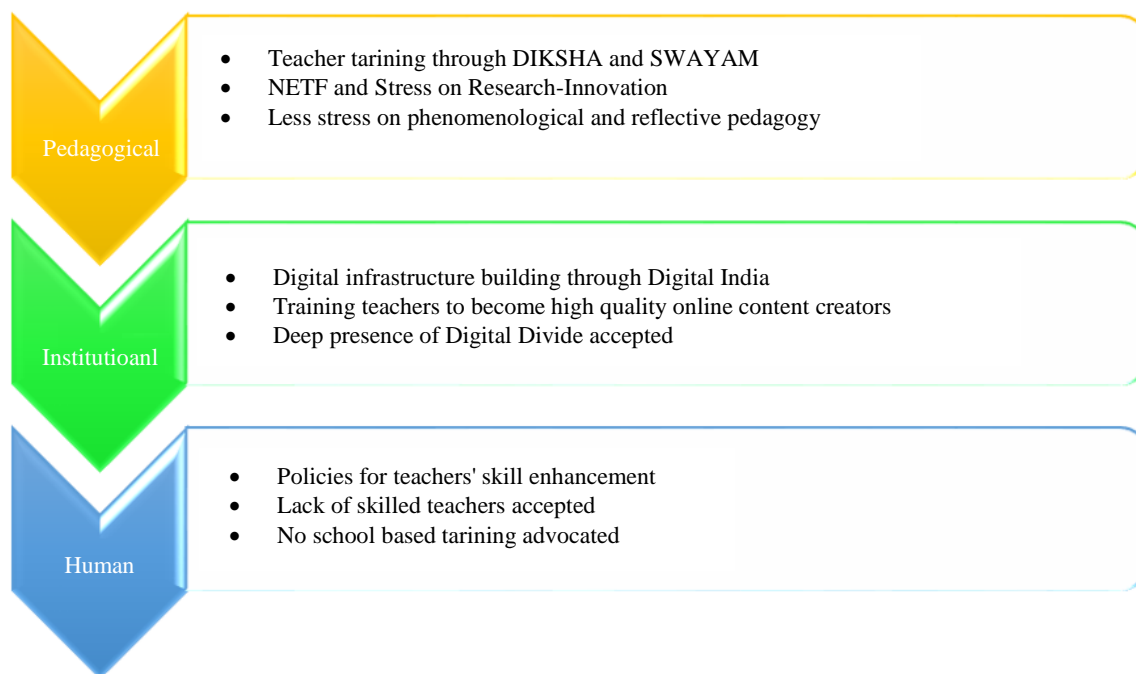 Pedagogical
• Teacher tarining through DIKSHA and SWAYAM
• NETF and Stress on Research-Innovation
• Less stress on phenomenological and reflective pedagogy
Institutioanl
• Digital infrastructure building through Digital India
• Training teachers to become high quality online content creators
• Deep presence of Digital Divide accepted
Human
• Policies for teachers' skill enhancement
• Lack of skilled teachers accepted
• No school based tarining advocated